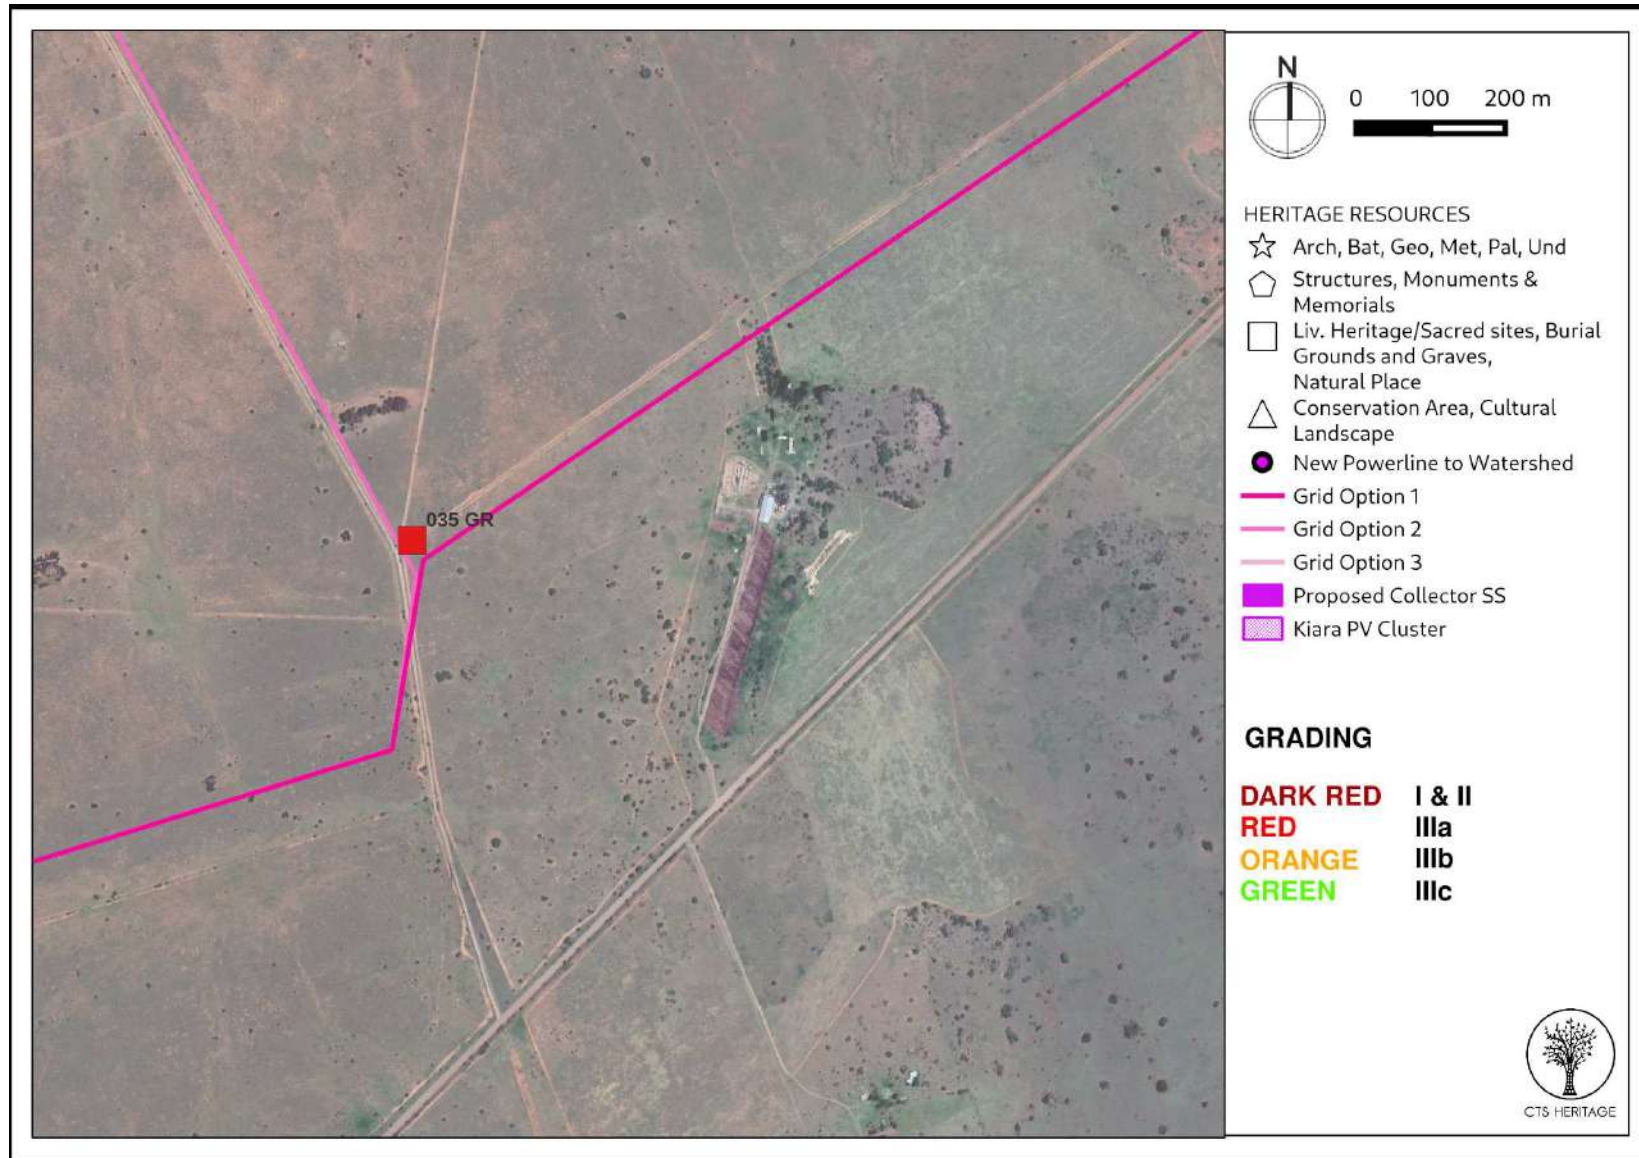 035 GR
N
0 100 200 m
HERITAGE RESOURCES
Arch, Bat, Geo, Met, Pal, Und
Structures, Monuments &
Memorials
Liv. Heritage/Sacred sites, Burial
Grounds and Graves,
Natural Place
Conservation Area, Cultural
Landscape
New Powerline to Watershed
Grid Option 1
Grid Option 2
Grid Option 3
Proposed Collector SS
Kiara PV Cluster
GRADING
DARK RED I & II
RED IIIa
ORANGE IIIb
GREEN IIIc
CTS HERITAGE